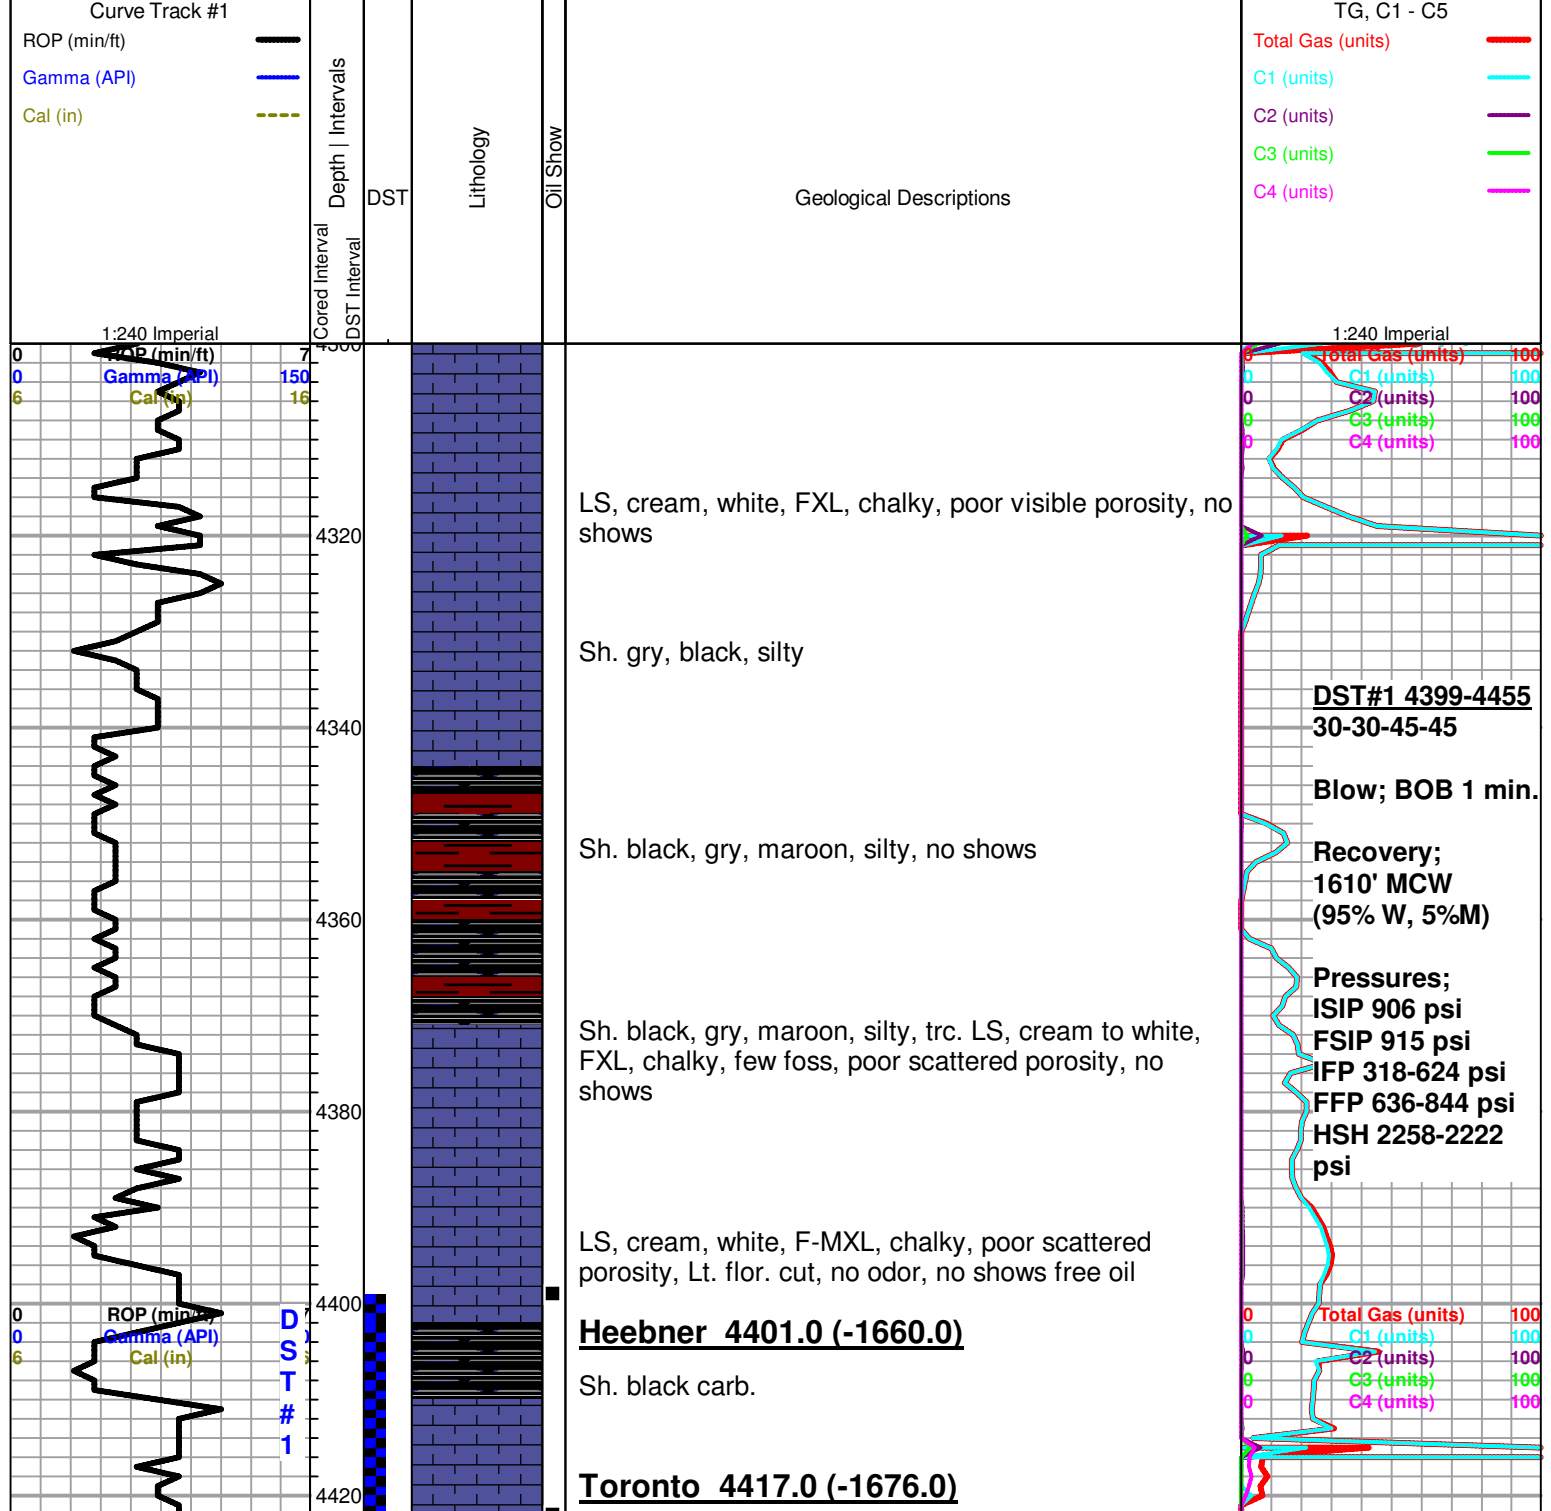 Curve Track #1
ROP (min/ft)
Gamma (API)
Cal (in)
1:240 Imperial
Depth | Intervals
Cored Interval
DST Interval
DST
Lithology
Oil Show
Geological Descriptions
TG, C1 - C5
Total Gas (units)
C1 (units)
C2 (units)
C3 (units)
C4 (units)
1:240 Imperial
0 ROP (min/ft) 7
0 Gamma (API) 150
6 Cal (in) 16
4300
0 Total Gas (units) 100
0 C1 (units) 100
0 C2 (units) 100
0 C3 (units) 100
0 C4 (units) 100
LS, cream, white, FXL, chalky, poor visible porosity, no
shows
4320
Sh. gry, black, silty
4340
DST#1 4399-4455
30-30-45-45
Blow; BOB 1 min.
Recovery;
1610' MCW
(95% W, 5%M)
Pressures;
ISIP 906 psi
FSIP 915 psi
IFP 318-624 psi
FFP 636-844 psi
HSH 2258-2222
psi
Sh. black, gry, maroon, silty, no shows
4360
Sh. black, gry, maroon, silty, trc. LS, cream to white,
FXL, chalky, few foss, poor scattered porosity, no
shows
4380
LS, cream, white, F-MXL, chalky, poor scattered
porosity, Lt. flor. cut, no odor, no shows free oil
4400
0 ROP (min/ft) 7
0 Gamma (API)
6 Cal (in)
DST#1
Heebner 4401.0 (-1660.0)
Sh. black carb.
0 Total Gas (units) 100
0 C1 (units) 100
0 C2 (units) 100
0 C3 (units) 100
0 C4 (units) 100
Toronto 4417.0 (-1676.0)
4420